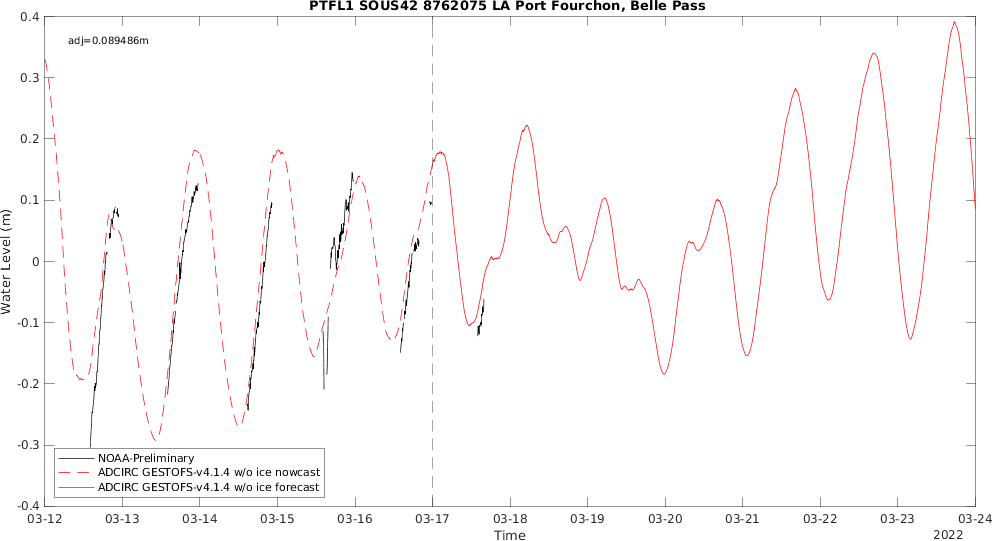 PTFL1 SOUS42 8762075 LA Port Fourchon, Belle Pass
adj=0.089486m
0.4
0.3
0.2
0.1
0
-0.1
-0.2
-0.3
-0.4
Water Level (m)
NOAA-Preliminary
ADCIRC GESTOFS-v4.1.4 w/o ice nowcast
ADCIRC GESTOFS-v4.1.4 w/o ice forecast
03-12 03-13 03-14 03-15 03-16 03-17 03-18 03-19 03-20 03-21 03-22 03-23 03-24
Time
2022